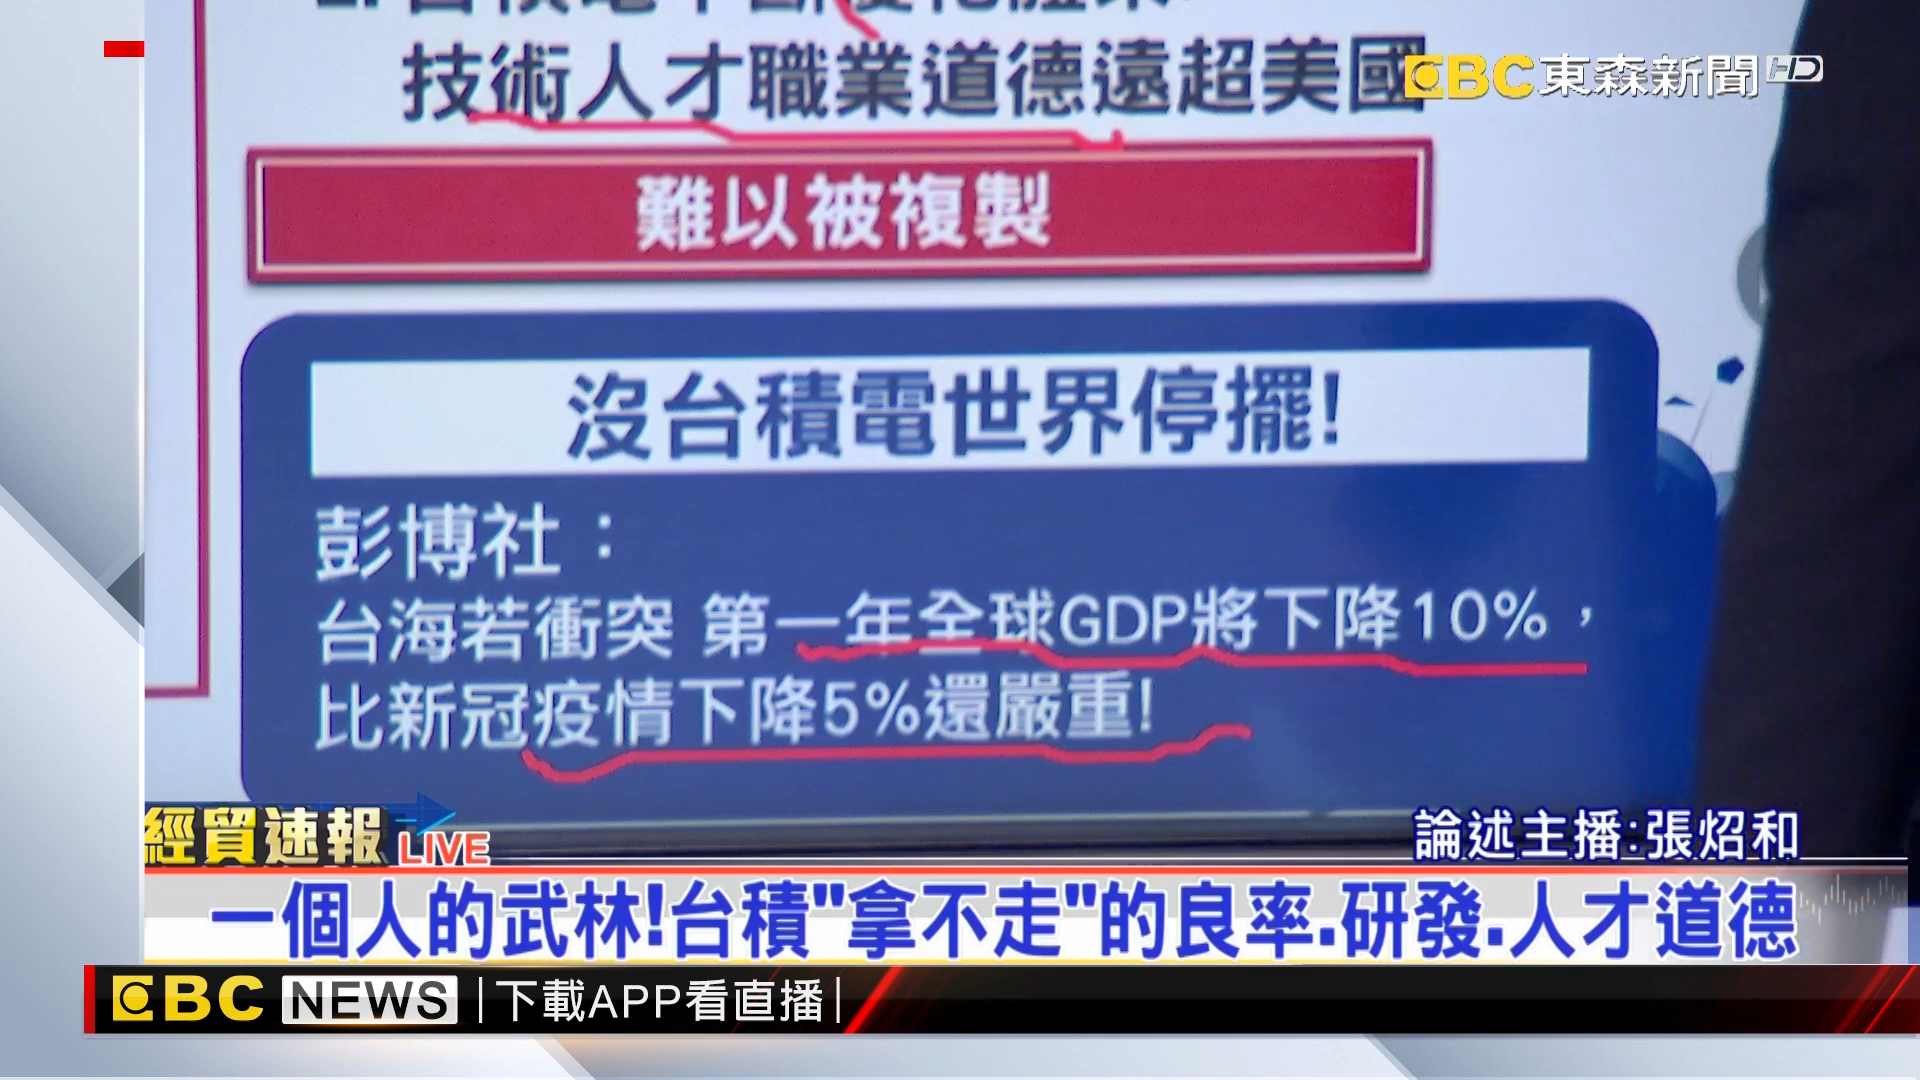 技術人才職業道德遠超美國
EBC東森新聞HD
難以被複製
沒台積電世界停擺!
彭博社：
台海若衝突 第一年全球GDP將下降10%，
比新冠疫情下降5%還嚴重!
經貿速報 LIVE
論述主播:張炤和
一個人的武林!台積"拿不走"的良率.研發.人才道德
EBC NEWS |下載APP看直播|